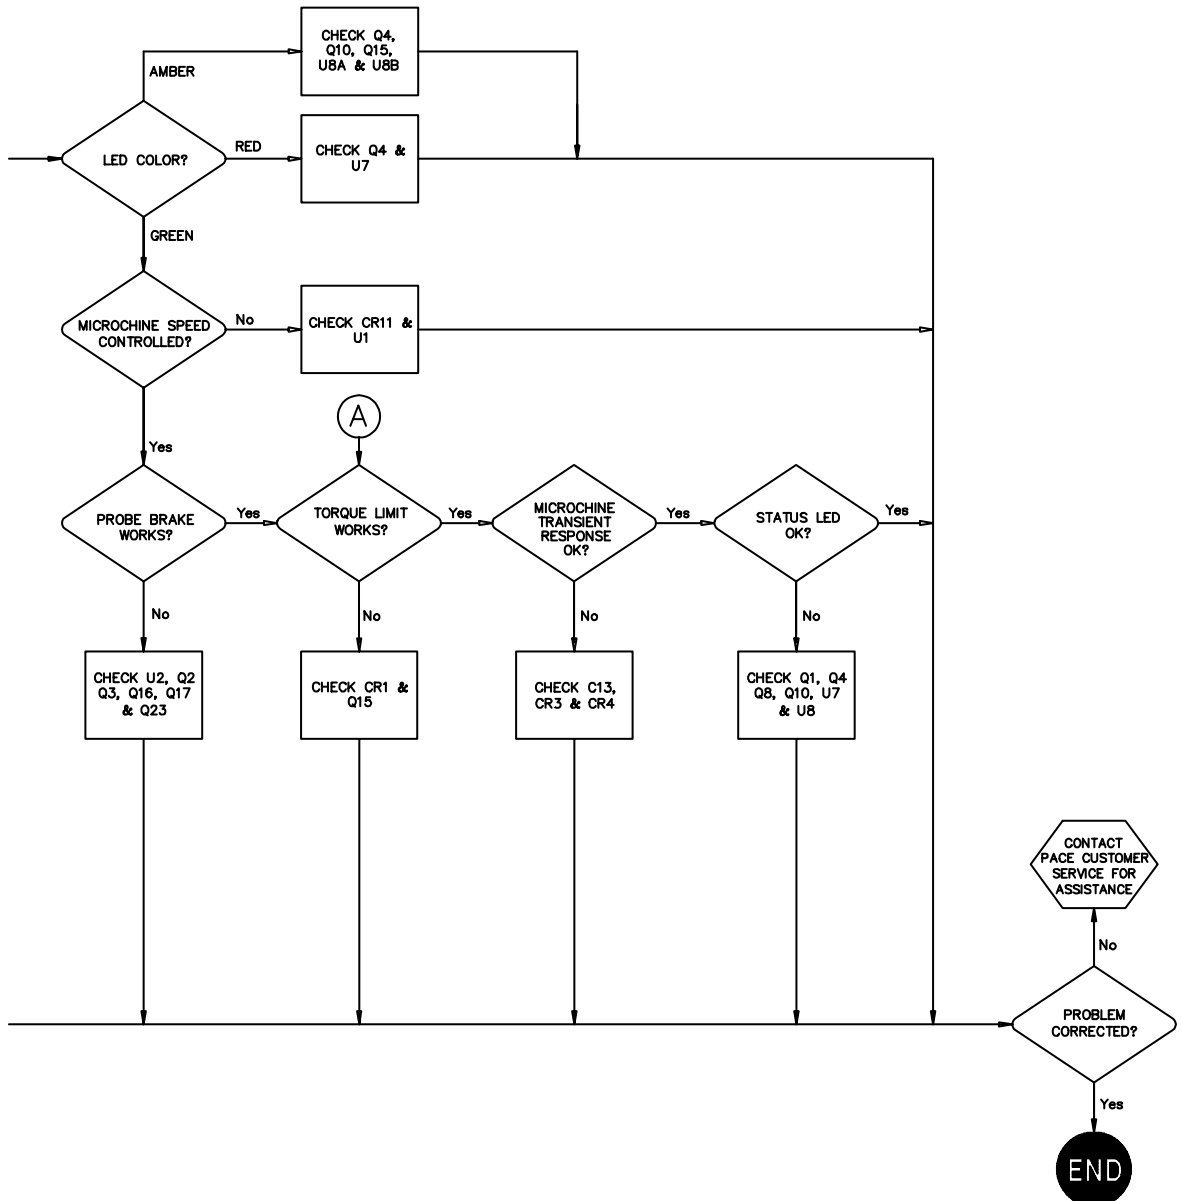 CHECK Q4,
Q10, Q15,
U8A & U8B
AMBER
LED COLOR?
RED
CHECK Q4 &
U7
GREEN
MICROCHINE SPEED
CONTROLLED?
No
CHECK CR11 &
U1
Yes
A
PROBE BRAKE
WORKS?
Yes
TORQUE LIMIT
WORKS?
Yes
MICROCHINE
TRANSIENT
RESPONSE
OK?
Yes
STATUS LED
OK?
Yes
No
No
No
No
CHECK U2, Q2
Q3, Q16, Q17
& Q23
CHECK CR1 &
Q15
CHECK C13,
CR3 & CR4
CHECK Q1, Q4
Q8, Q10, U7
& U8
CONTACT
PACE CUSTOMER
SERVICE FOR
ASSISTANCE
No
PROBLEM
CORRECTED?
Yes
END